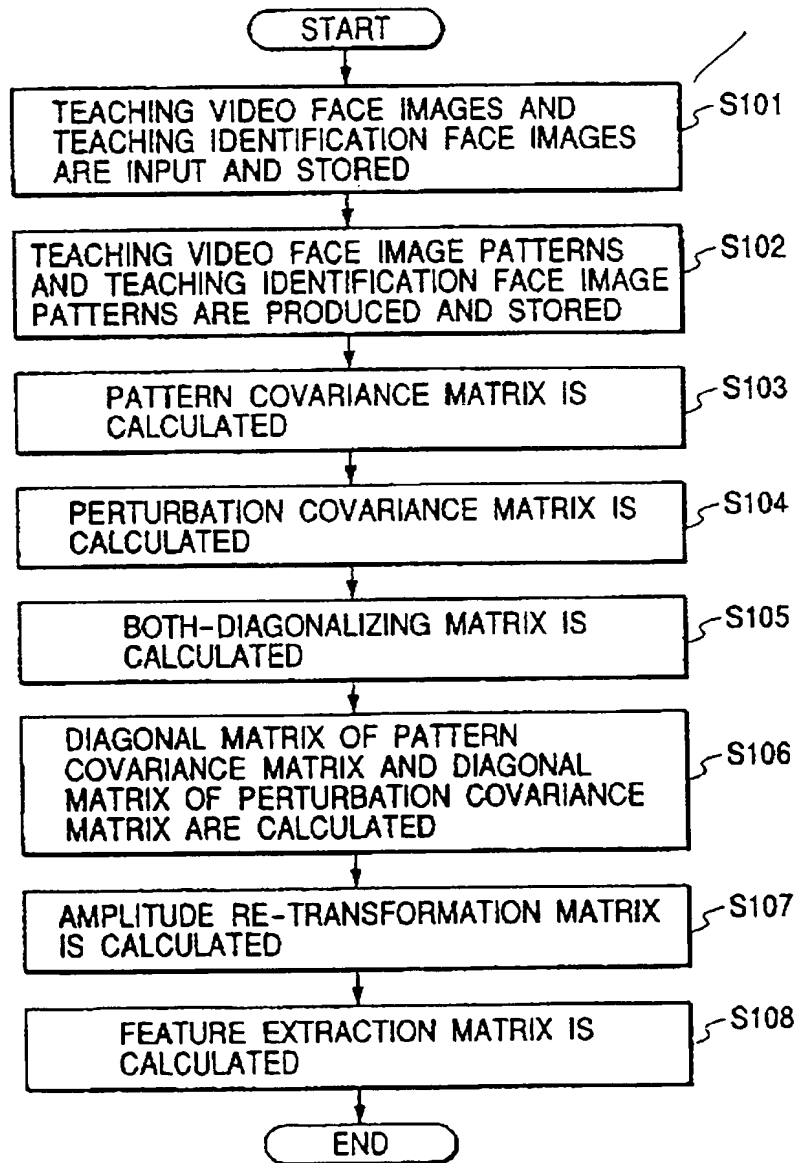 START
TEACHING VIDEO FACE IMAGES AND
TEACHING IDENTIFICATION FACE IMAGES
ARE INPUT AND STORED
S101
TEACHING VIDEO FACE IMAGE PATTERNS
AND TEACHING IDENTIFICATION FACE IMAGE
PATTERNS ARE PRODUCED AND STORED
S102
PATTERN COVARIANCE MATRIX IS
CALCULATED
S103
PERTURBATION COVARIANCE MATRIX IS
CALCULATED
S104
BOTH-DIAGONALIZING MATRIX IS
CALCULATED
S105
DIAGONAL MATRIX OF PATTERN
COVARIANCE MATRIX AND DIAGONAL
MATRIX OF PERTURBATION COVARIANCE
MATRIX ARE CALCULATED
S106
AMPLITUDE RE-TRANSFORMATION MATRIX
IS CALCULATED
S107
FEATURE EXTRACTION MATRIX IS
CALCULATED
S108
END